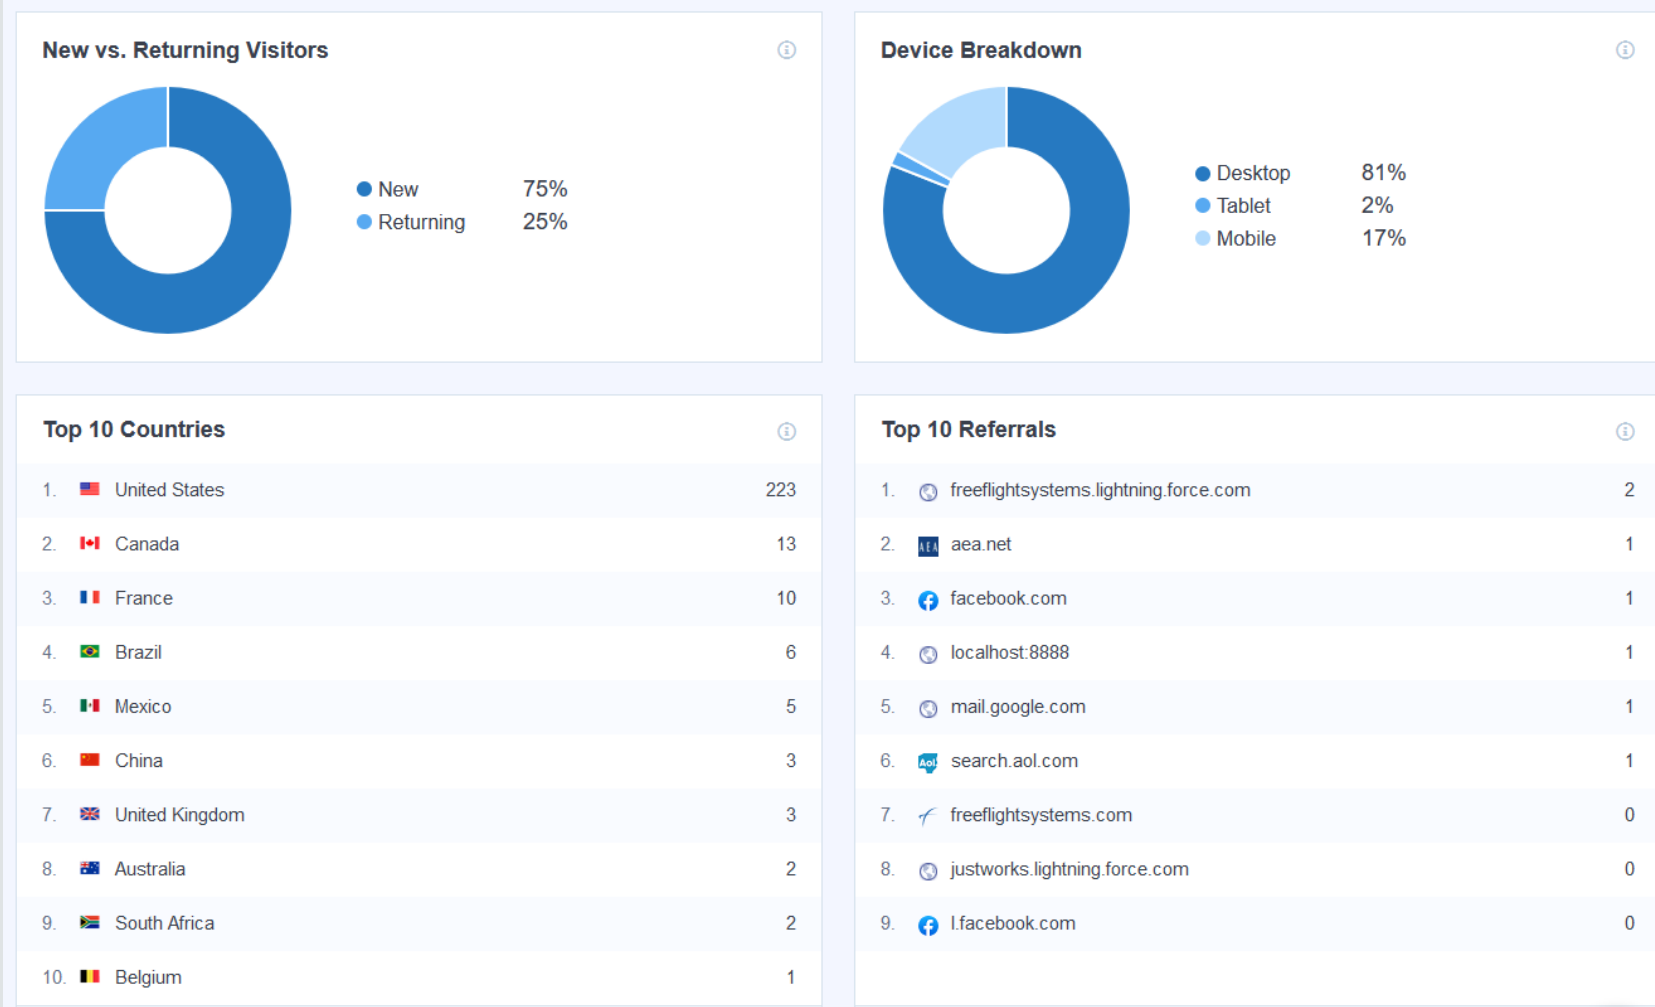 New vs. Returning Visitors
New 75%
Returning 25%
Device Breakdown
Desktop 81%
Tablet 2%
Mobile 17%
Top 10 Countries
1. United States 223
2. Canada 13
3. France 10
4. Brazil 6
5. Mexico 5
6. China 3
7. United Kingdom 3
8. Australia 2
9. South Africa 2
10. Belgium 1
Top 10 Referrals
1. freeflightsystems.lightning.force.com 2
2. AEA aea.net 1
3. facebook.com 1
4. localhost:8888 1
5. mail.google.com 1
6. Aol. search.aol.com 1
7. freeflightsystems.com 0
8. justworks.lightning.force.com 0
9. l.facebook.com 0